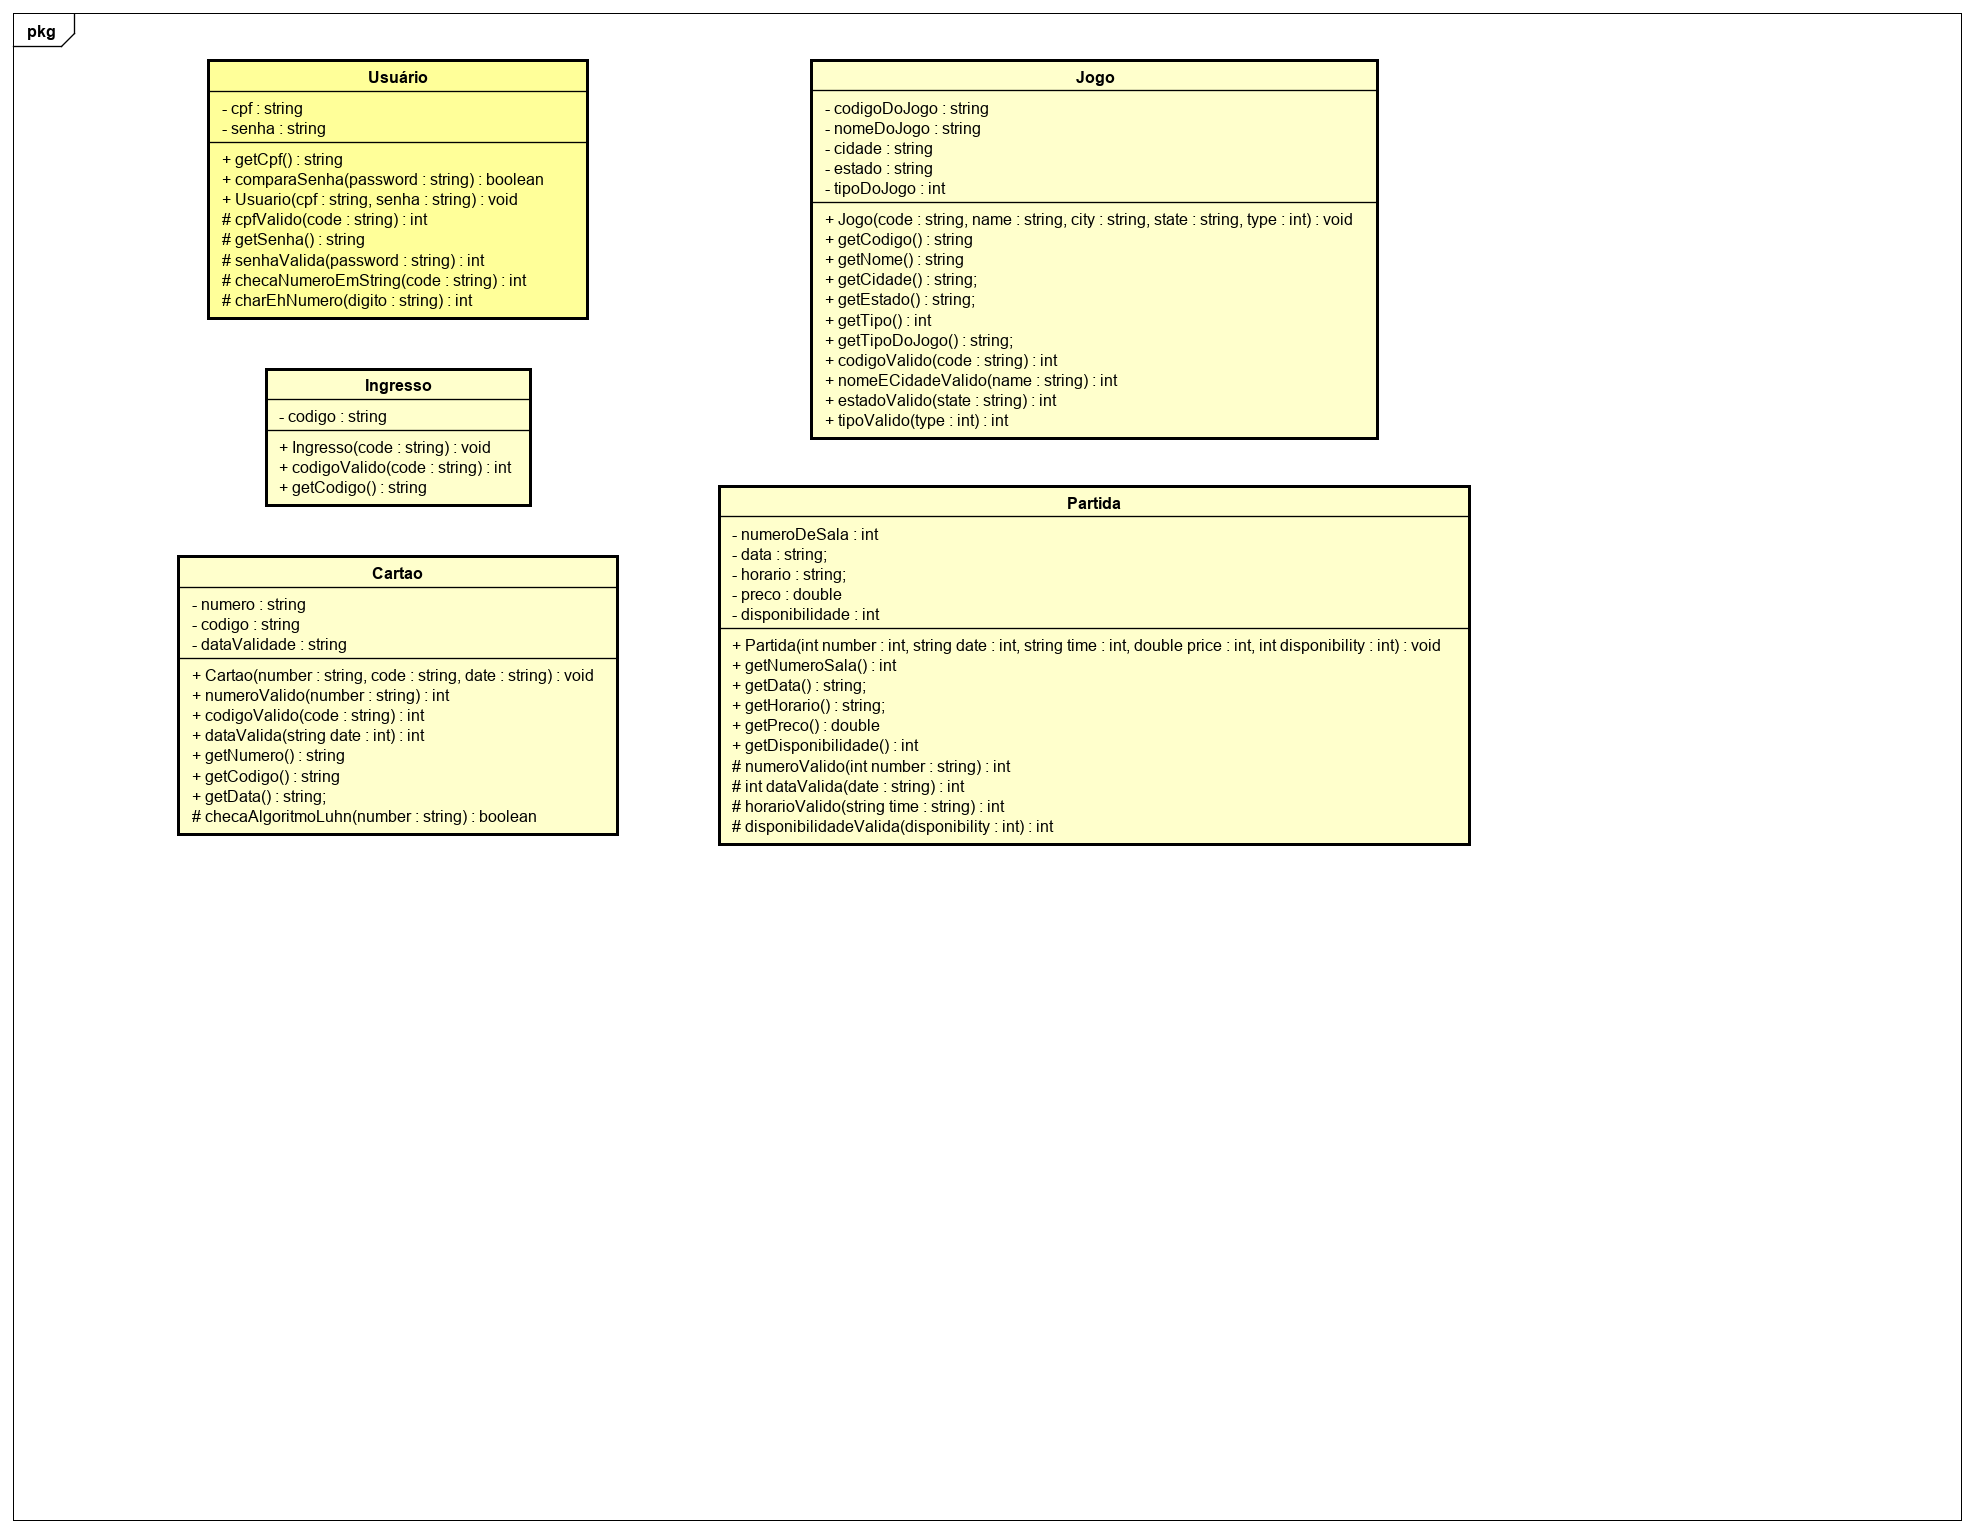 pkg
Usuário
- cpf : string
- senha : string
+ getCpf() : string
+ comparaSenha(password : string) : boolean
+ Usuario(cpf : string, senha : string) : void
# cpfValido(code : string) : int
# getSenha() : string
# senhaValida(password : string) : int
# checaNumeroEmString(code : string) : int
# charEhNumero(digito : string) : int
Ingresso
- codigo : string
+ Ingresso(code : string) : void
+ codigoValido(code : string) : int
+ getCodigo() : string
Cartao
- numero : string
- codigo : string
- dataValidade : string
+ Cartao(number : string, code : string, date : string) : void
+ numeroValido(number : string) : int
+ codigoValido(code : string) : int
+ dataValida(string date : int) : int
+ getNumero() : string
+ getCodigo() : string
+ getData() : string;
# checaAlgoritmoLuhn(number : string) : boolean
Jogo
- codigoDoJogo : string
- nomeDoJogo : string
- cidade : string
- estado : string
- tipoDoJogo : int
+ Jogo(code : string, name : string, city : string, state : string, type : int) : void
+ getCodigo() : string
+ getNome() : string
+ getCidade() : string;
+ getEstado() : string;
+ getTipo() : int
+ getTipoDoJogo() : string;
+ codigoValido(code : string) : int
+ nomeECidadeValido(name : string) : int
+ estadoValido(state : string) : int
+ tipoValido(type : int) : int
Partida
- numeroDeSala : int
- data : string;
- horario : string;
- preco : double
- disponibilidade : int
+ Partida(int number : int, string date : int, string time : int, double price : int, int disponibility : int) : void
+ getNumeroSala() : int
+ getData() : string;
+ getHorario() : string;
+ getPreco() : double
+ getDisponibilidade() : int
# numeroValido(int number : string) : int
# int dataValida(date : string) : int
# horarioValido(string time : string) : int
# disponibilidadeValida(disponibility : int) : int